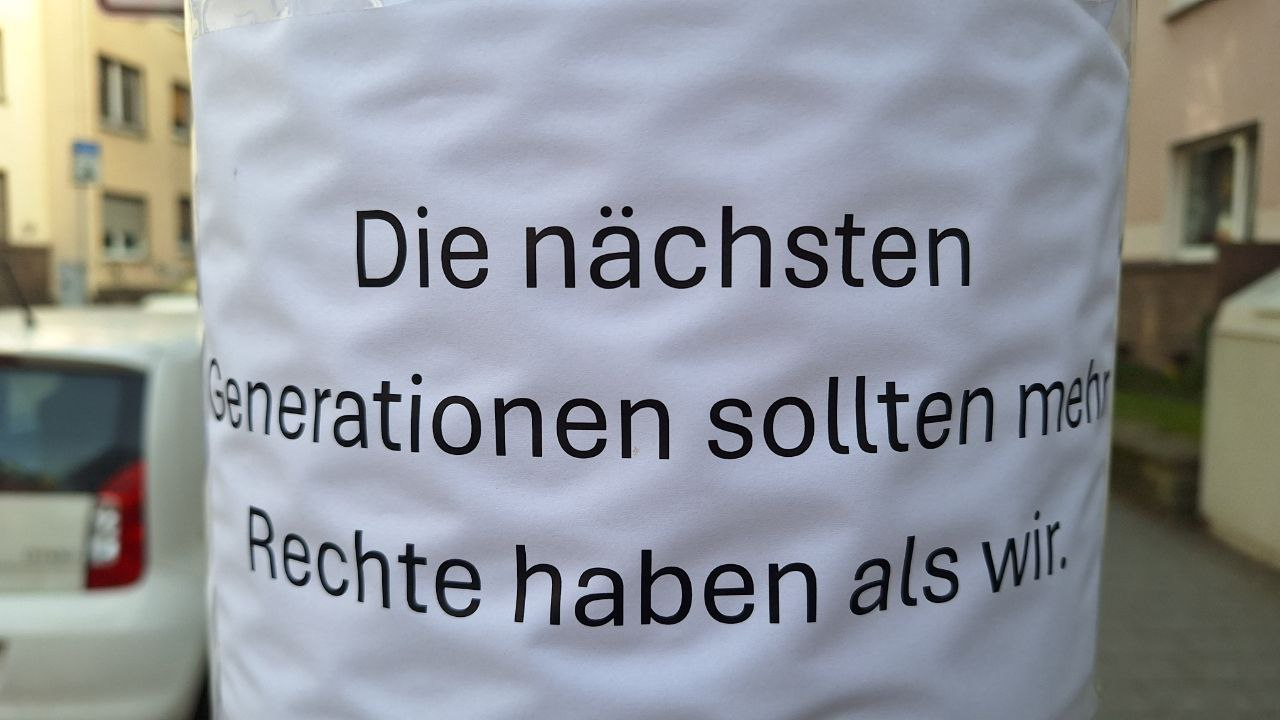 Die nächsten
Generationen sollten mehr
Rechte haben als wir.